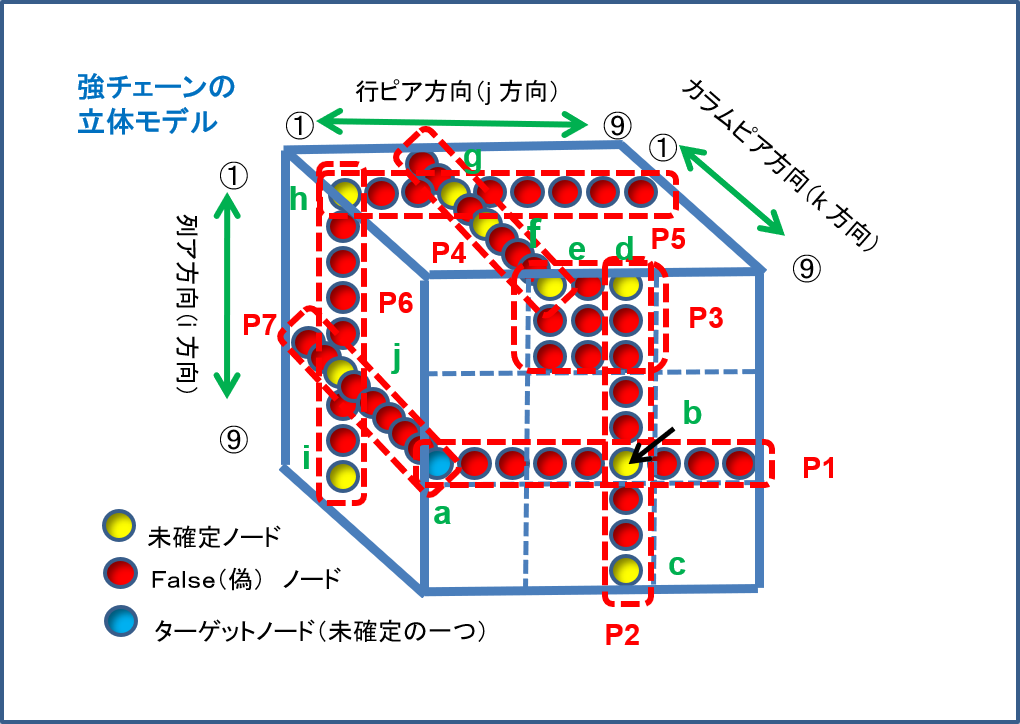 強チェーンの
立体モデル
行ピア方向(j 方向)
① ⑨
カラムピア方向(k 方向)
① ⑨
列ア方向(i 方向)
① ⑨
g
h
f
e
d
P4
P5
P6
P3
P7
j
b
i
P1
a
c
P2
未確定ノード
False(偽) ノード
ターゲットノード(未確定の一つ)